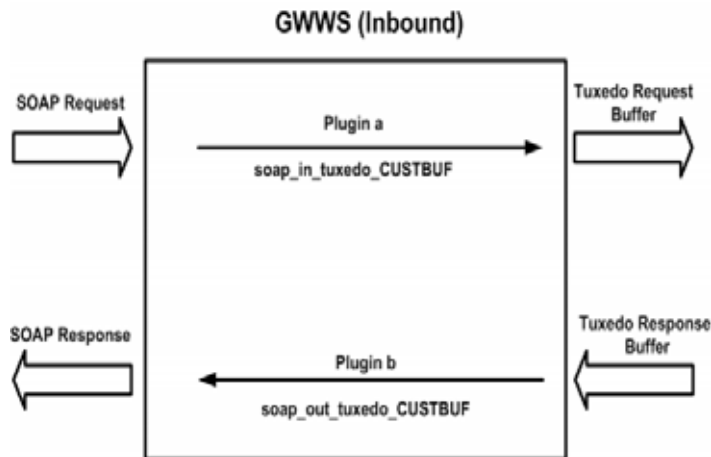 GWWS (Inbound)
SOAP Request
Tuxedo Request
Buffer
Plugin a
soap_in_tuxedo_CUSTBUF
SOAP Response
Tuxedo Response
Buffer
Plugin b
soap_out_tuxedo_CUSTBUF